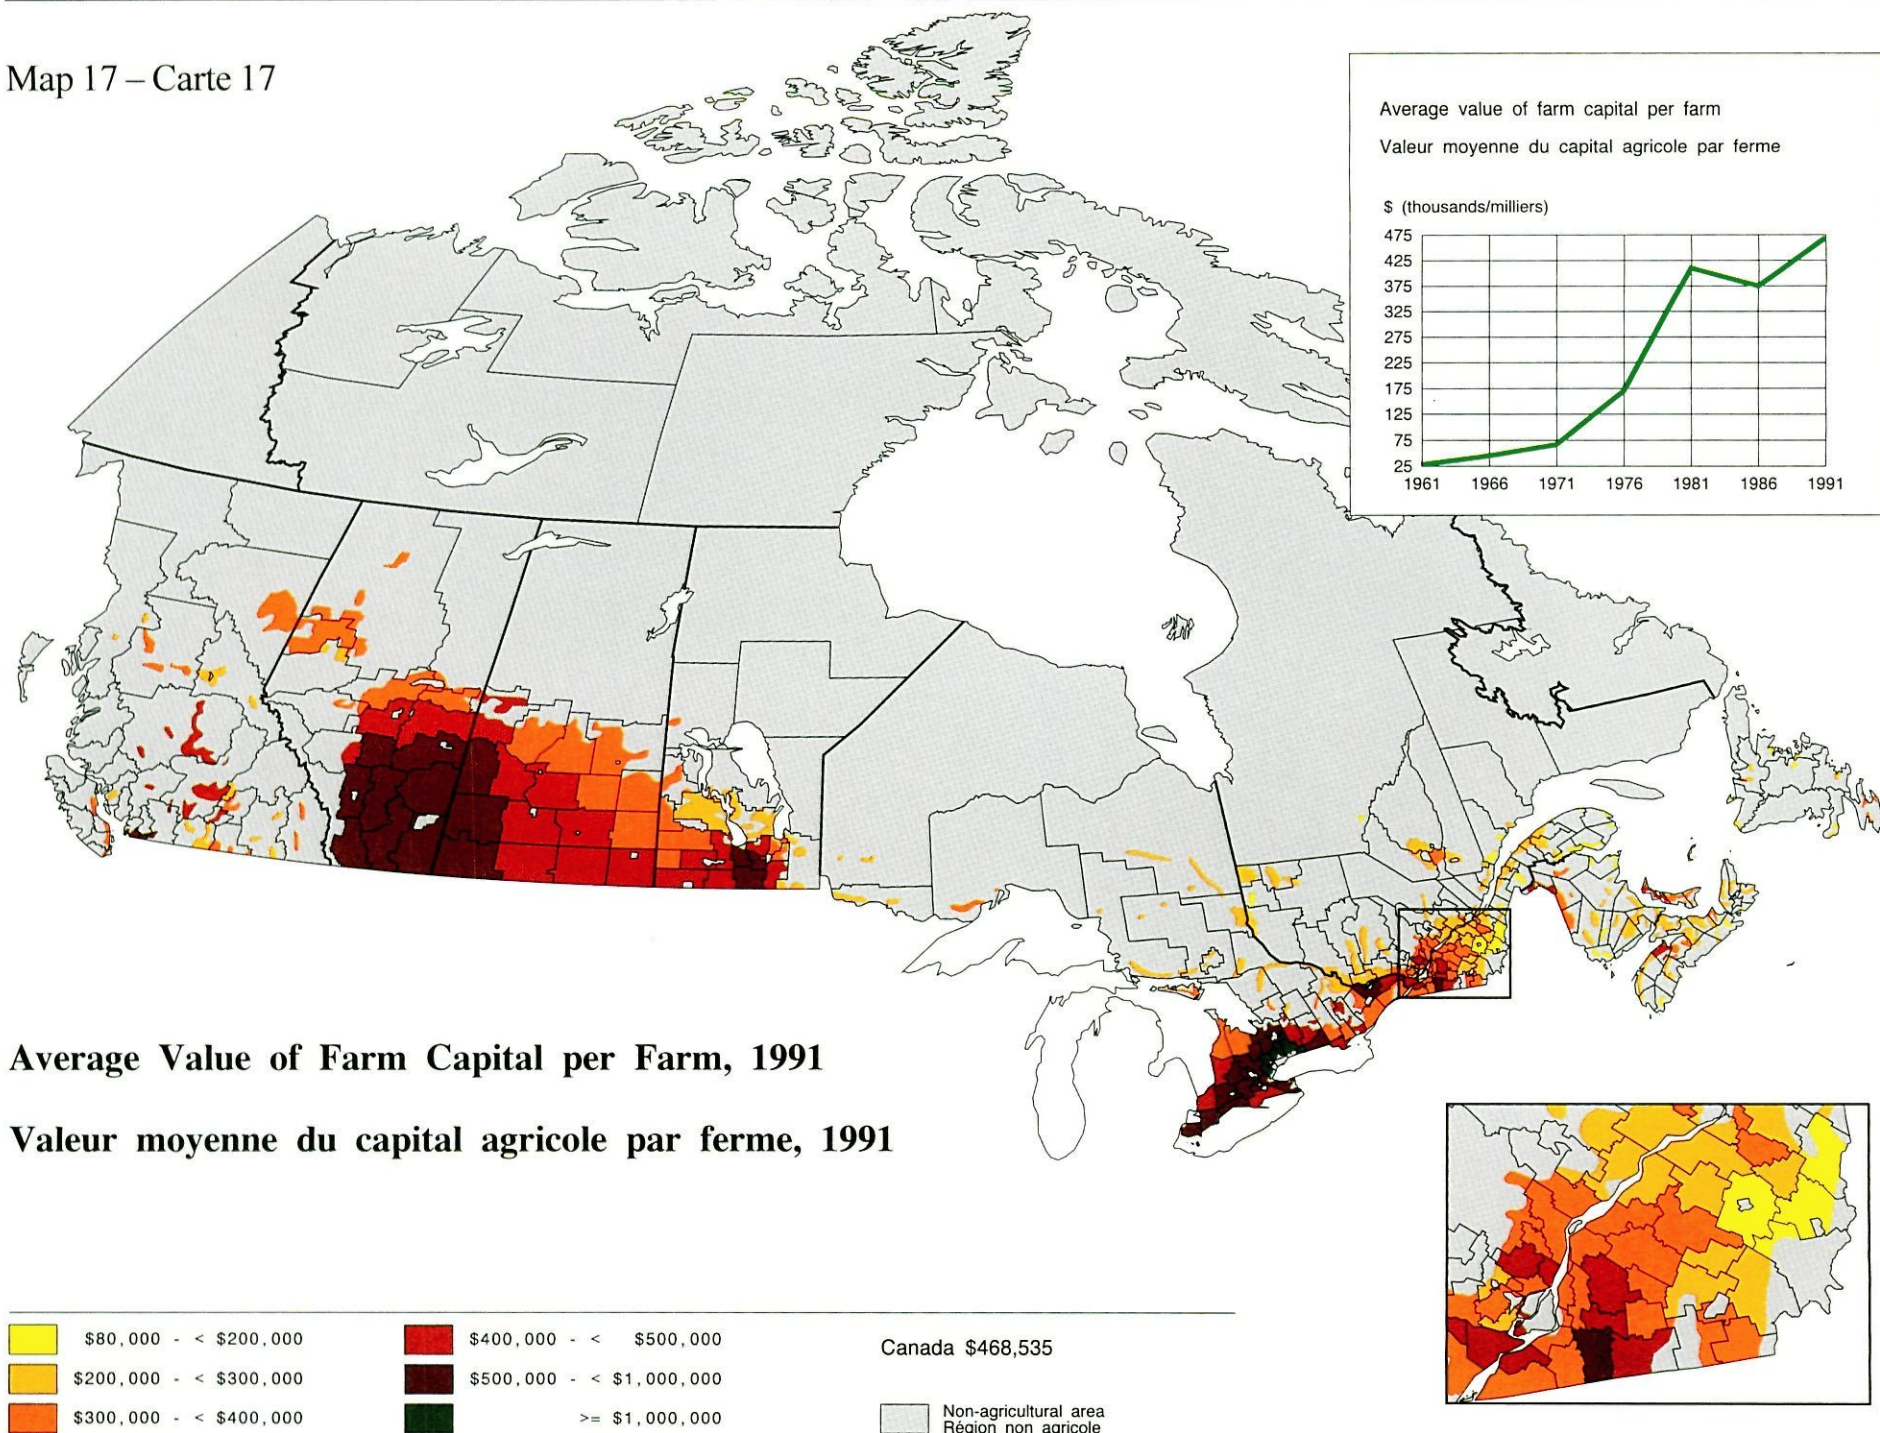 Map 17 – Carte 17
Average value of farm capital per farm
Valeur moyenne du capital agricole par ferme
$ (thousands/milliers)
475
425
375
325
275
225
175
125
75
25
1961 1966 1971 1976 1981 1986 1991
Average Value of Farm Capital per Farm, 1991
Valeur moyenne du capital agricole par ferme, 1991
$80,000 - < $200,000
$200,000 - < $300,000
$300,000 - < $400,000
$400,000 - < $500,000
$500,000 - < $1,000,000
>= $1,000,000
Canada $468,535
Non-agricultural area
Région non agricole